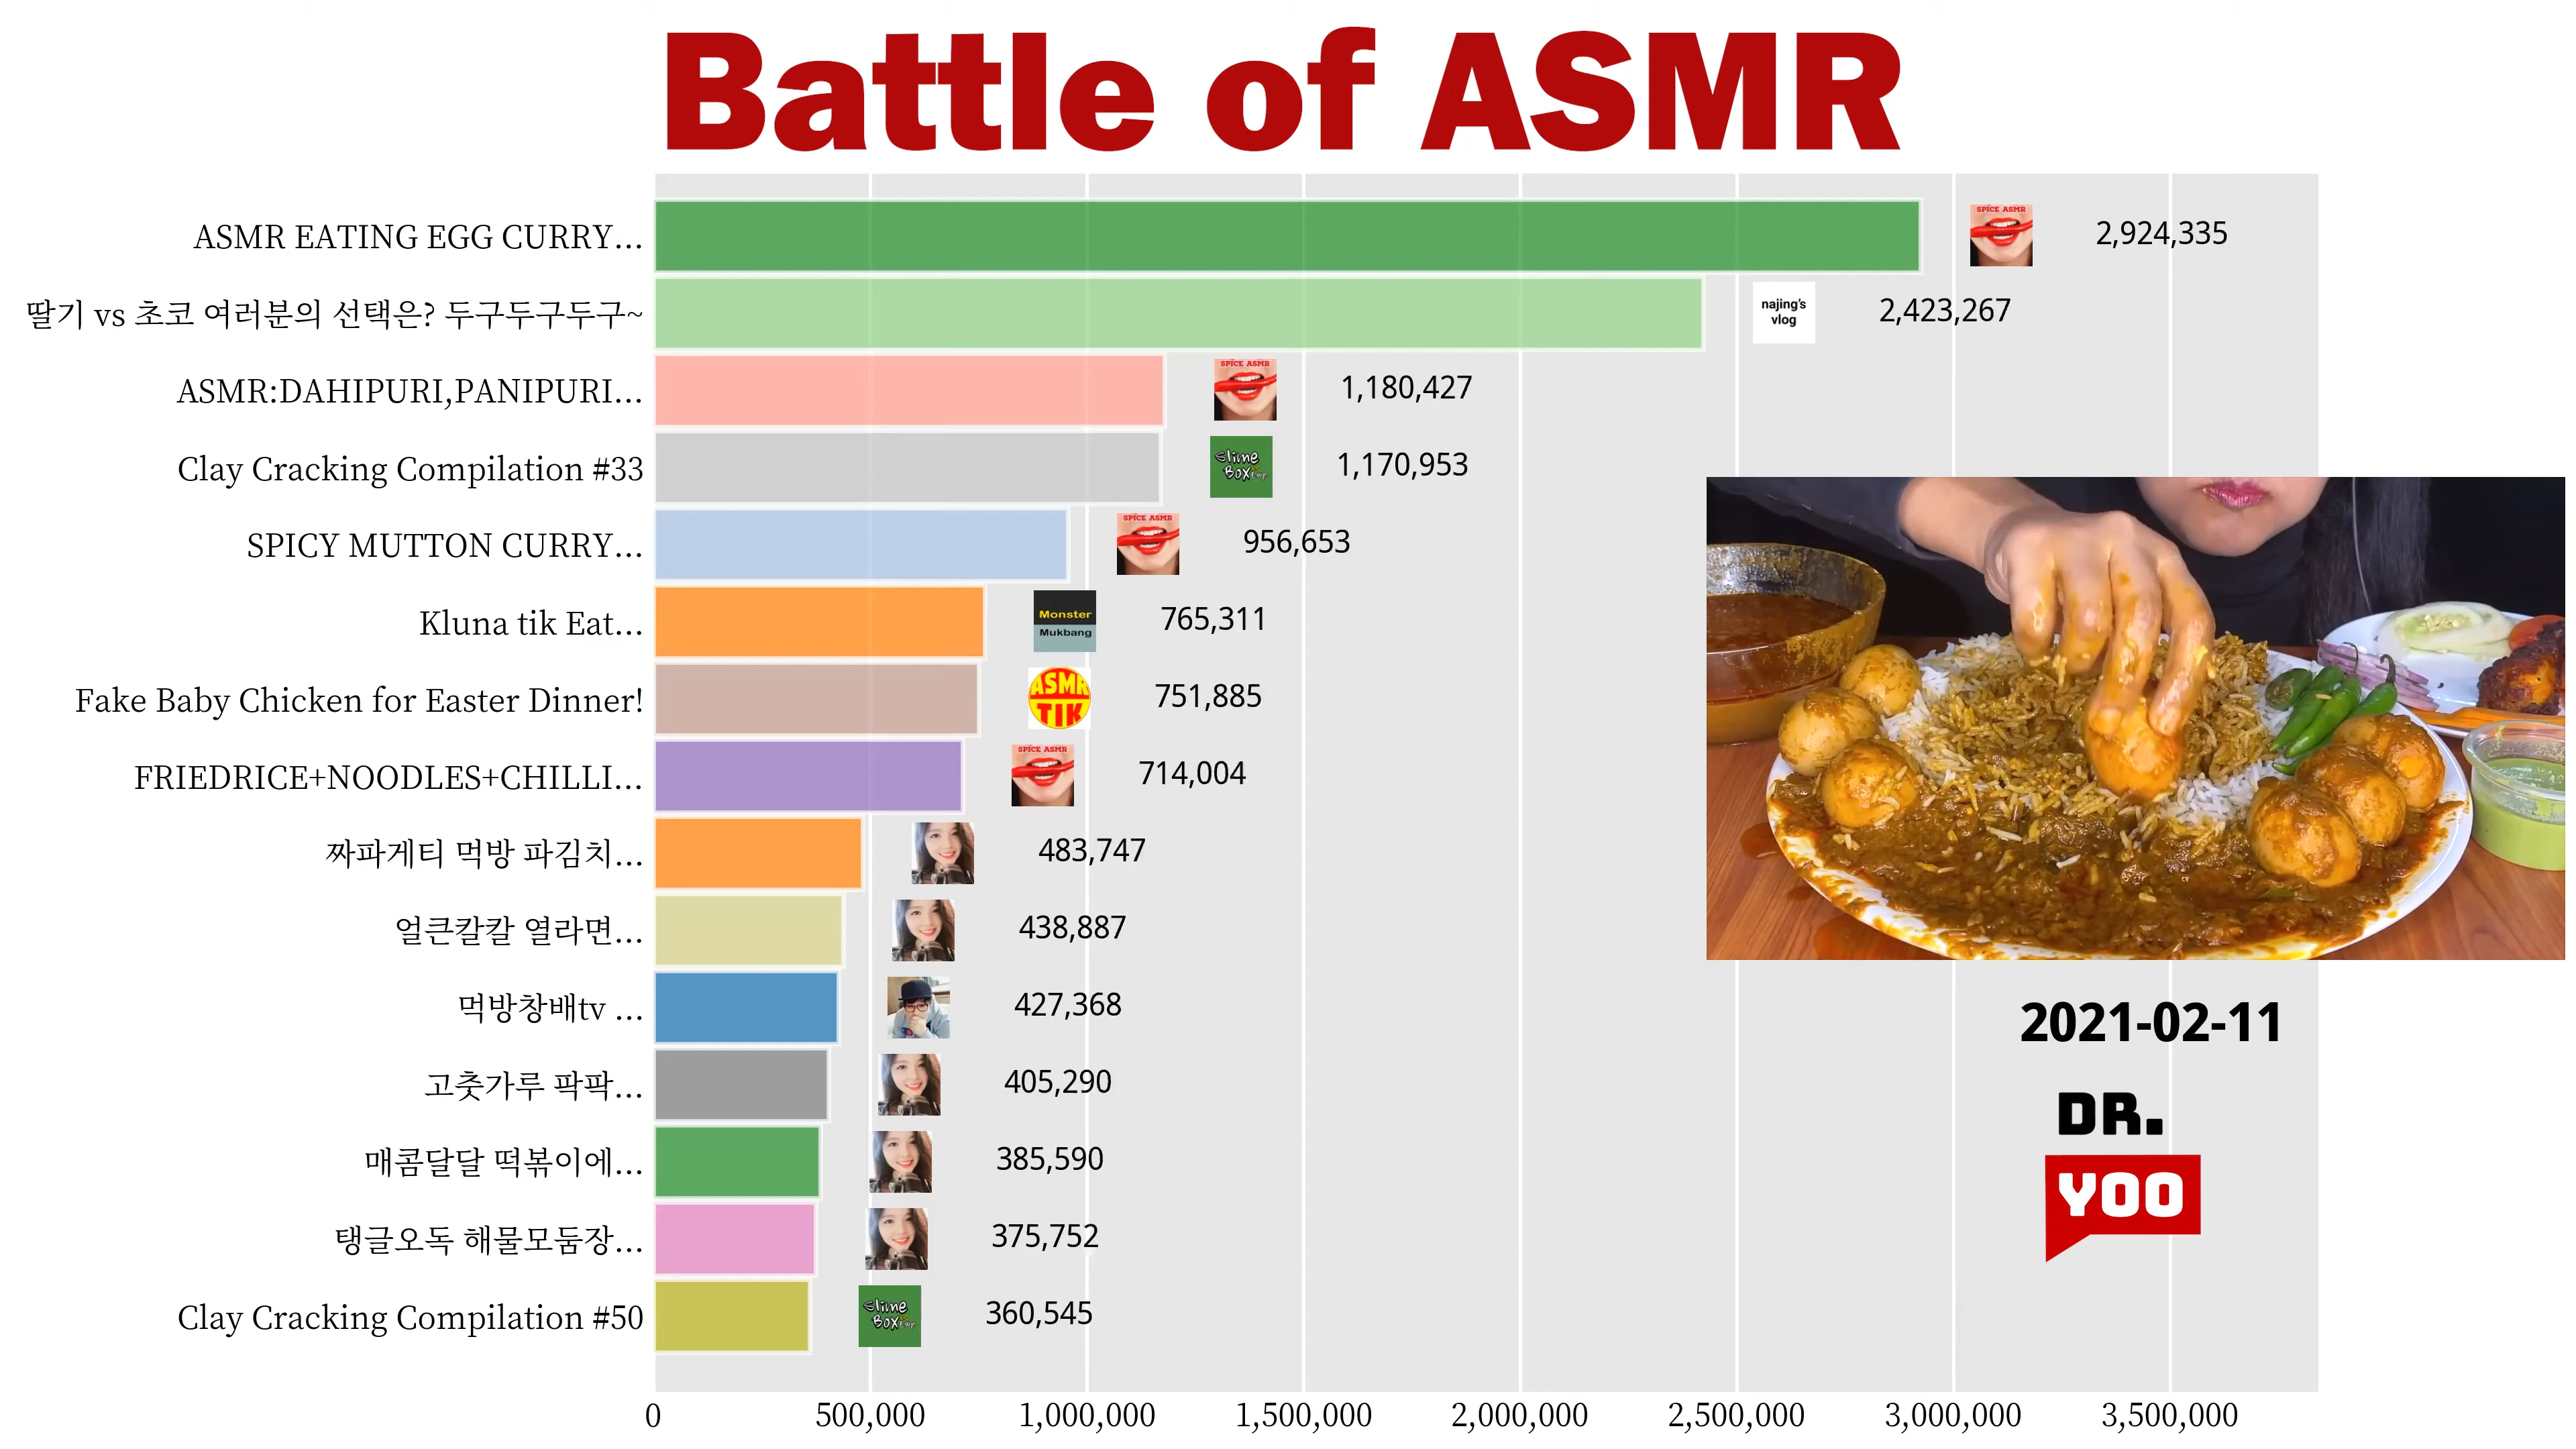 Battle of ASMR
ASMR EATING EGG CURRY... SPICE ASMR 2,924,335
딸기 vs 초코 여러분의 선택은? 두구두구두구~ najing's vlog 2,423,267
ASMR:DAHIPURI,PANIPURI... SPICE ASMR 1,180,427
Clay Cracking Compilation #33 Slime Box 1,170,953
SPICY MUTTON CURRY... SPICE ASMR 956,653
Kluna tik Eat... Monster Mukbang 765,311
Fake Baby Chicken for Easter Dinner! ASMR TIK 751,885
FRIEDRICE+NOODLES+CHILLI... SPICE ASMR 714,004
짜파게티 먹방 파김치... 483,747
얼큰칼칼 열라면... 438,887
먹방창배tv ... 427,368
고춧가루 팍팍... 405,290
매콤달달 떡볶이에... 385,590
탱글오독 해물모둠장... 375,752
Clay Cracking Compilation #50 Slime Box 360,545
2021-02-11
DR.
YOO
0 500,000 1,000,000 1,500,000 2,000,000 2,500,000 3,000,000 3,500,000